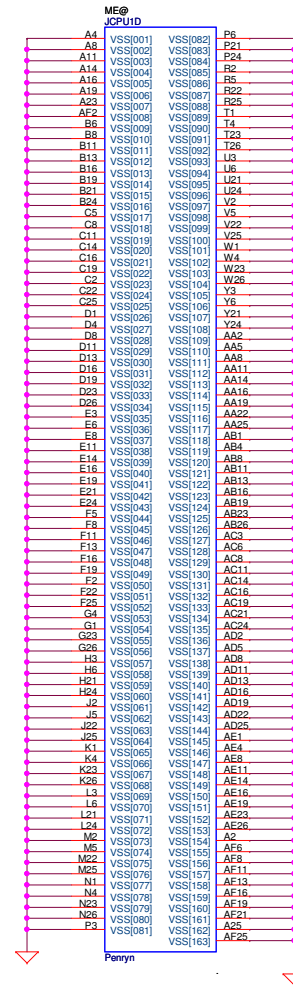 ME@
JCPU1D
A4 VSS[001] VSS[082] P6
A8 VSS[002] VSS[083] P21
A11 VSS[003] VSS[084] P24
A14 VSS[004] VSS[085] R2
A16 VSS[005] VSS[086] R5
A19 VSS[006] VSS[087] R22
A23 VSS[007] VSS[088] R25
AF2 VSS[008] VSS[089] T1
B6 VSS[009] VSS[090] T4
B8 VSS[010] VSS[091] T23
B11 VSS[011] VSS[092] T26
B13 VSS[012] VSS[093] U3
B16 VSS[013] VSS[094] U6
B19 VSS[014] VSS[095] U21
B21 VSS[015] VSS[096] U24
B24 VSS[016] VSS[097] V2
C5 VSS[017] VSS[098] V5
C8 VSS[018] VSS[099] V22
C11 VSS[019] VSS[100] V25
C14 VSS[020] VSS[101] W1
C16 VSS[021] VSS[102] W4
C19 VSS[022] VSS[103] W23
C2 VSS[023] VSS[104] W26
C22 VSS[024] VSS[105] Y3
C25 VSS[025] VSS[106] Y6
D1 VSS[026] VSS[107] Y21
D4 VSS[027] VSS[108] Y24
D8 VSS[028] VSS[109] AA2
D11 VSS[029] VSS[110] AA5
D13 VSS[030] VSS[111] AA8
D16 VSS[031] VSS[112] AA11
D19 VSS[032] VSS[113] AA14
D23 VSS[033] VSS[114] AA16
D26 VSS[034] VSS[115] AA19
E3 VSS[035] VSS[116] AA22
E6 VSS[036] VSS[117] AA25
E8 VSS[037] VSS[118] AB1
E11 VSS[038] VSS[119] AB4
E14 VSS[039] VSS[120] AB8
E16 VSS[040] VSS[121] AB11
E19 VSS[041] VSS[122] AB13
E21 VSS[042] VSS[123] AB16
E24 VSS[043] VSS[124] AB19
F5 VSS[044] VSS[125] AB23
F8 VSS[045] VSS[126] AB26
F11 VSS[046] VSS[127] AC3
F13 VSS[047] VSS[128] AC6
F16 VSS[048] VSS[129] AC8
F19 VSS[049] VSS[130] AC11
F2 VSS[050] VSS[131] AC14
F22 VSS[051] VSS[132] AC16
F25 VSS[052] VSS[133] AC19
G4 VSS[053] VSS[134] AC21
G1 VSS[054] VSS[135] AC24
G23 VSS[055] VSS[136] AD2
G26 VSS[056] VSS[137] AD5
H3 VSS[057] VSS[138] AD8
H6 VSS[058] VSS[139] AD11
H21 VSS[059] VSS[140] AD13
H24 VSS[060] VSS[141] AD16
J2 VSS[061] VSS[142] AD19
J5 VSS[062] VSS[143] AD22
J22 VSS[063] VSS[144] AD25
J25 VSS[064] VSS[145] AE1
K1 VSS[065] VSS[146] AE4
K4 VSS[066] VSS[147] AE8
K23 VSS[067] VSS[148] AE11
K26 VSS[068] VSS[149] AE14
L3 VSS[069] VSS[150] AE16
L6 VSS[070] VSS[151] AE19
L21 VSS[071] VSS[152] AE23
L24 VSS[072] VSS[153] AE26
M2 VSS[073] VSS[154] A2
M5 VSS[074] VSS[155] AF6
M22 VSS[075] VSS[156] AF8
M25 VSS[076] VSS[157] AF11
N1 VSS[077] VSS[158] AF13
N4 VSS[078] VSS[159] AF16
N23 VSS[079] VSS[160] AF19
N26 VSS[080] VSS[161] AF21
P3 VSS[081] VSS[162] A25
VSS[163] AF25
Penryn